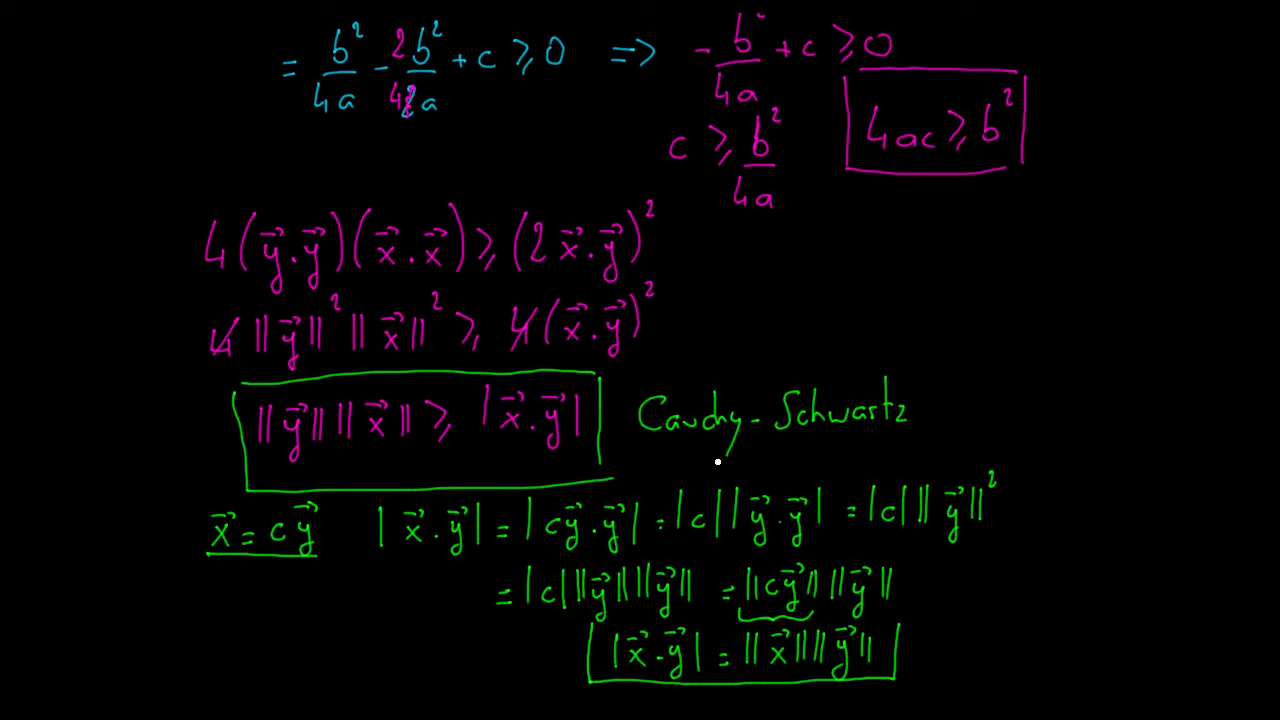 = b²/4a - 2b²/4a + c ⩾ 0 => - b²/4a + c ⩾ 0
c ⩾ b²/4a
4ac ⩾ b²
4(y⃗.y⃗)(x⃗.x⃗) ⩾ (2x⃗.y⃗)²
4||y⃗||²||x⃗||² ⩾ 4(x⃗.y⃗)²
||y⃗|| ||x⃗|| ⩾ |x⃗.y⃗| Cauchy-Schwartz
x⃗ = cy⃗ |x⃗.y⃗| = |cy⃗.y⃗| = |c||y⃗.y⃗| = |c| ||y⃗||²
= |c| ||y⃗|| ||y⃗|| = ||cy⃗|| ||y⃗||
|x⃗.y⃗| = ||x⃗|| ||y⃗||